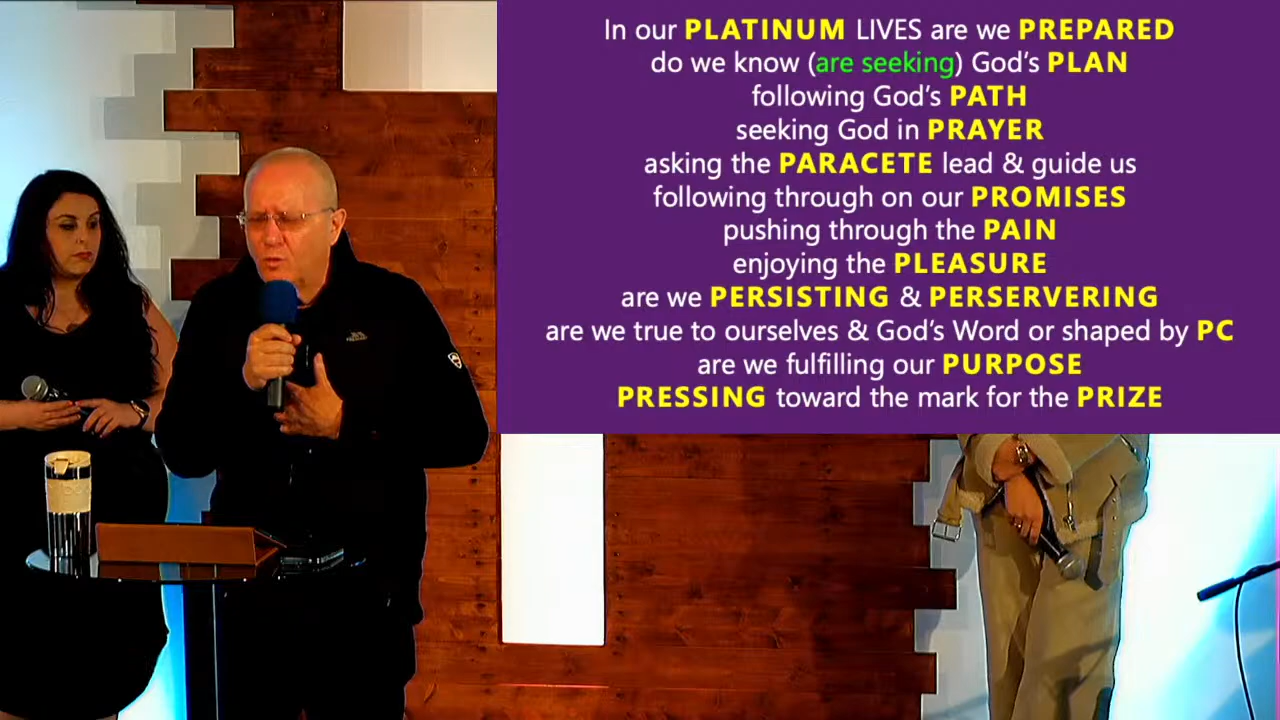 In our PLATINUM LIVES are we PREPARED
do we know (are seeking) God's PLAN
following God's PATH
seeking God in PRAYER
asking the PARACETE lead & guide us
following through on our PROMISES
pushing through the PAIN
enjoying the PLEASURE
are we PERSISTING & PERSERVERING
are we true to ourselves & God's Word or shaped by PC
are we fulfilling our PURPOSE
PRESSING toward the mark for the PRIZE